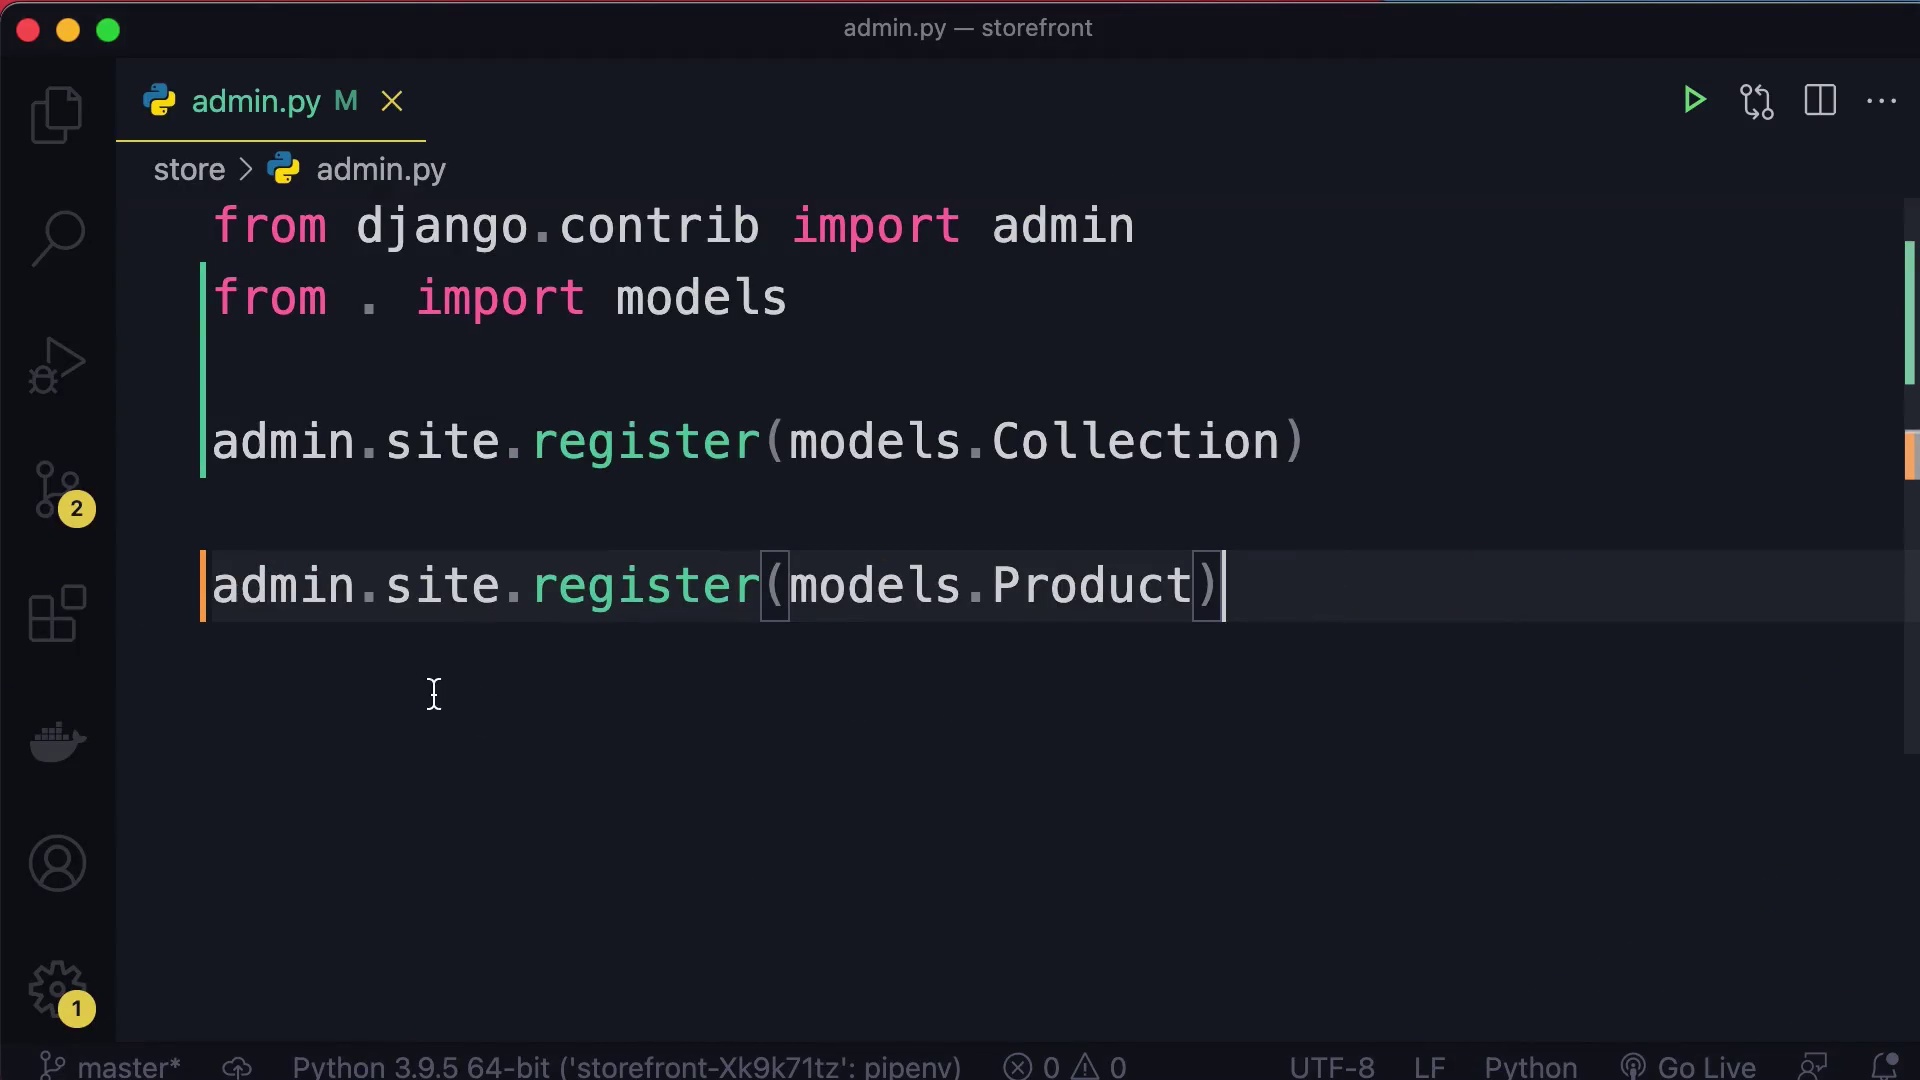 admin.py — storefront
admin.py M
store > admin.py
from django.contrib import admin
from . import models
admin.site.register(models.Collection)
admin.site.register(models.Product)
2
1
master* Python 3.9.5 64-bit ('storefront-Xk9k71tz': pipenv) 0 0 UTF-8 LF Python Go Live